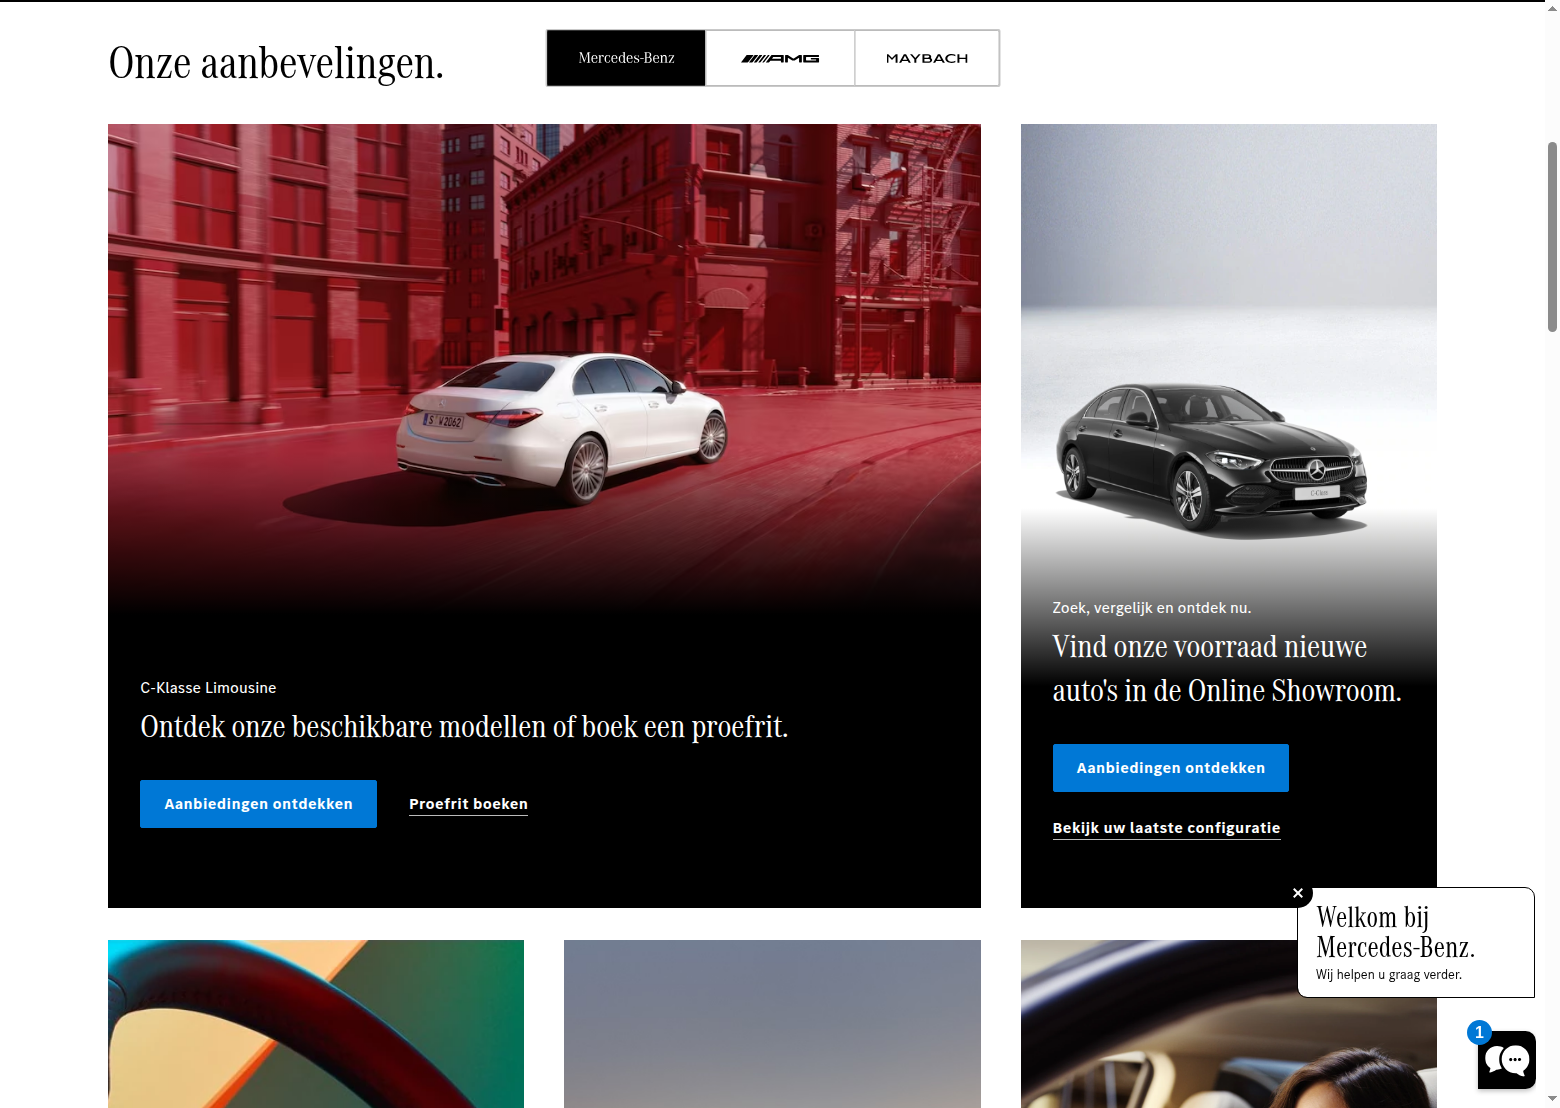 Onze aanbevelingen.
Mercedes-Benz
AMG
MAYBACH
S W 2062
C-Klasse Limousine
Ontdek onze beschikbare modellen of boek een proefrit.
Aanbiedingen ontdekken
Proefrit boeken
C-Class
Zoek, vergelijk en ontdek nu.
Vind onze voorraad nieuwe
auto's in de Online Showroom.
Aanbiedingen ontdekken
Bekijk uw laatste configuratie
Welkom bij
Mercedes-Benz.
Wij helpen u graag verder.
1